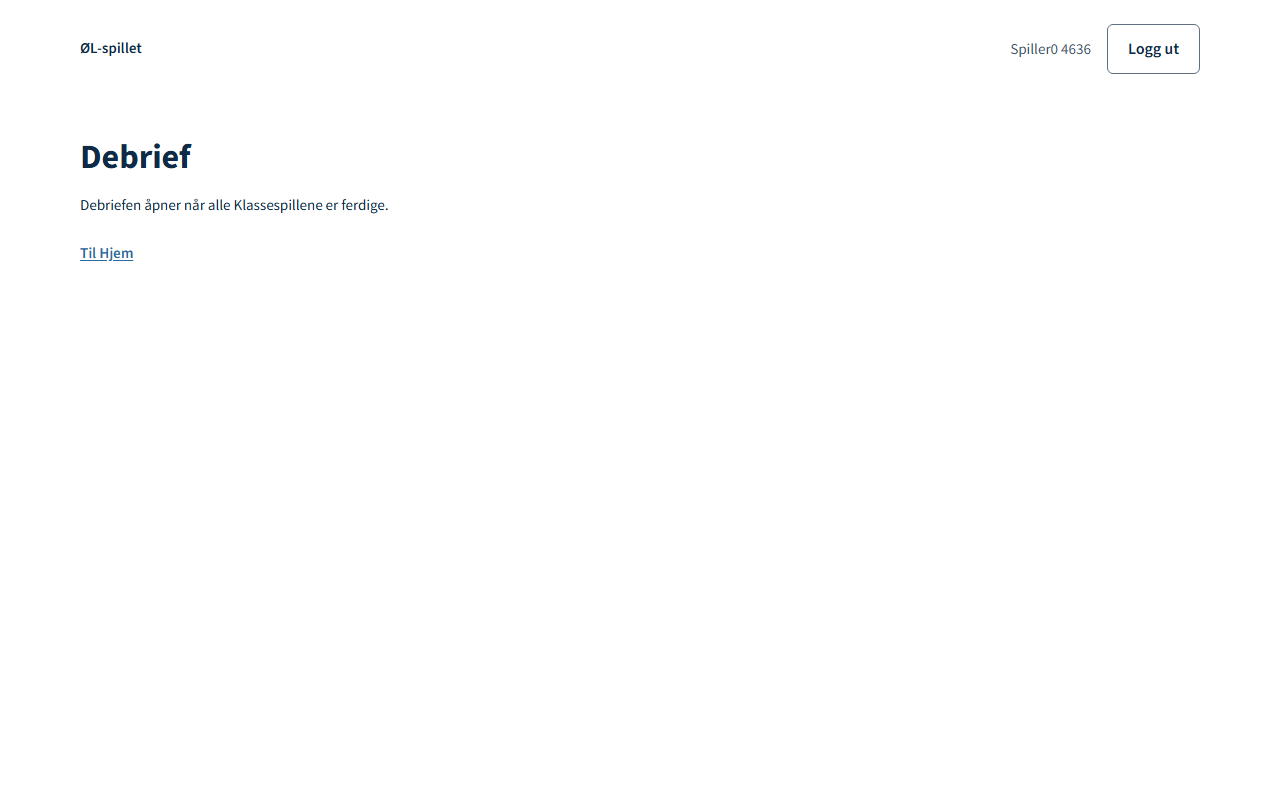 ØL-spillet
Spiller0 4636
Logg ut
Debrief
Debriefen åpner når alle Klassespillene er ferdige.
Til Hjem